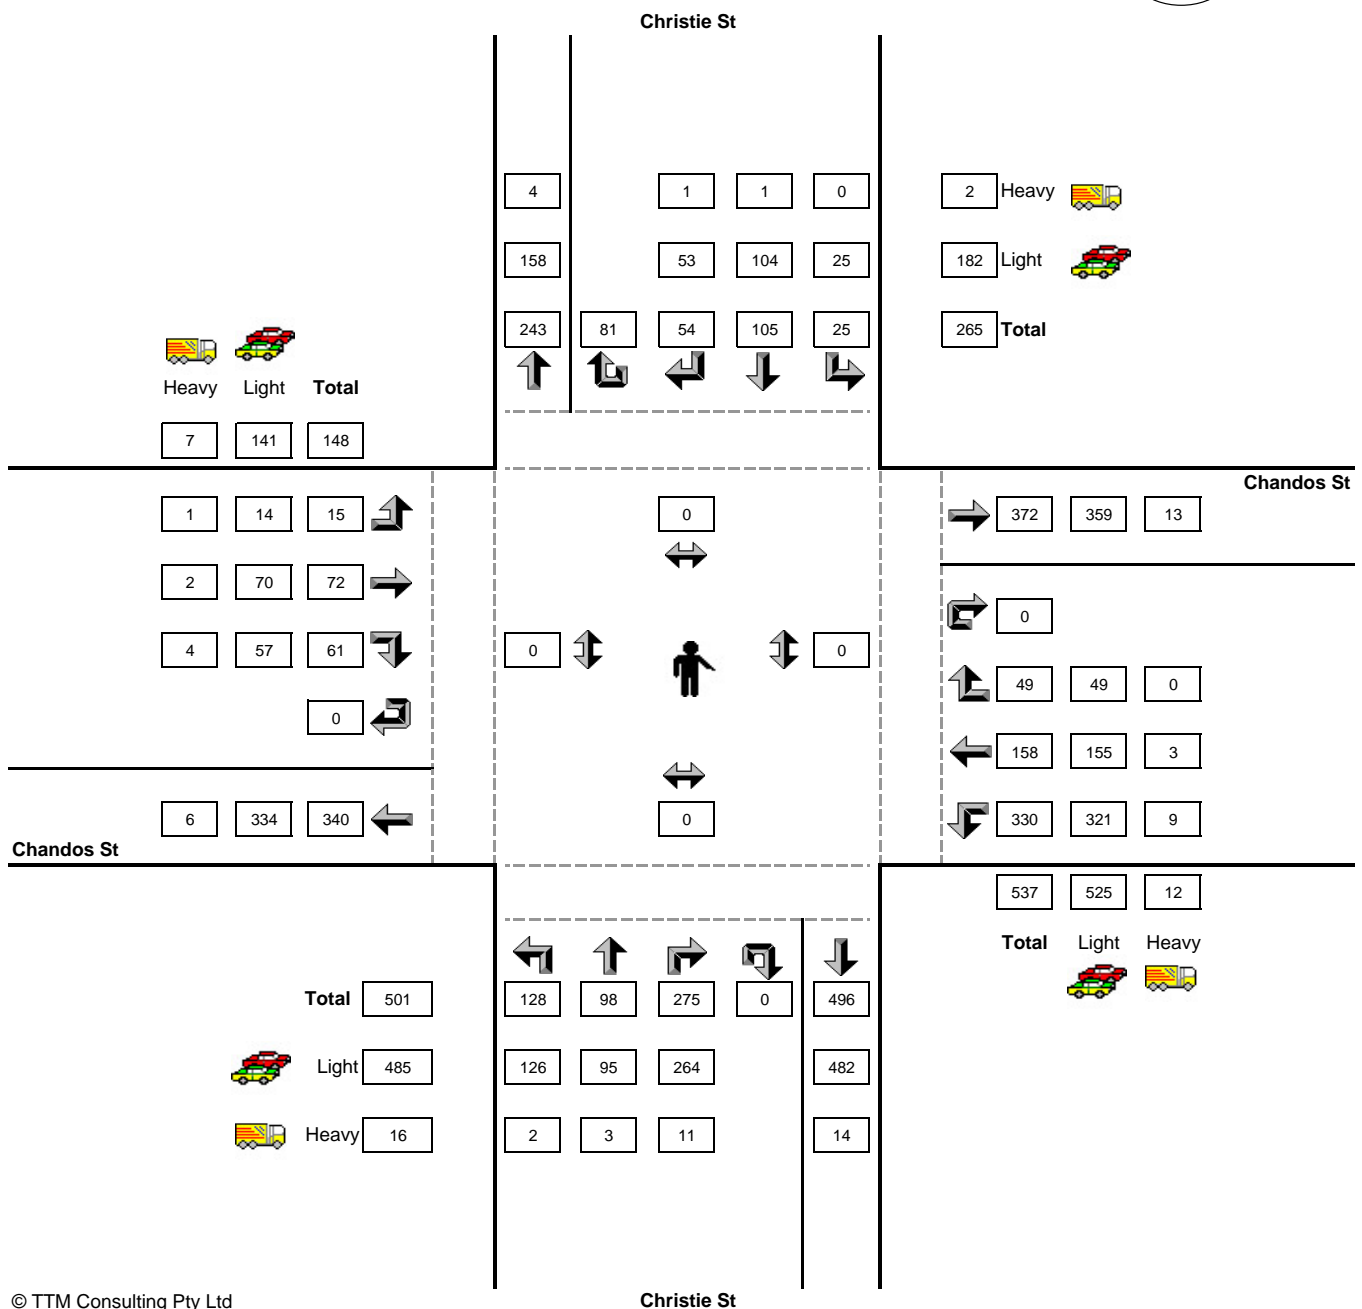 Christie St
4 1 1 0 2 Heavy
158 53 104 25 182 Light
243 81 54 105 25 265 Total
Heavy Light Total
7 141 148
Chandos St
1 14 15 0 372 359 13
2 70 72
0
4 57 61 0 0
49 49 0
0
158 155 3
6 334 340 0 330 321 9
Chandos St
537 525 12
Total Light Heavy
Total 501 128 98 275 0 496
Light 485 126 95 264 482
Heavy 16 2 3 11 14
© TTM Consulting Pty Ltd Christie St